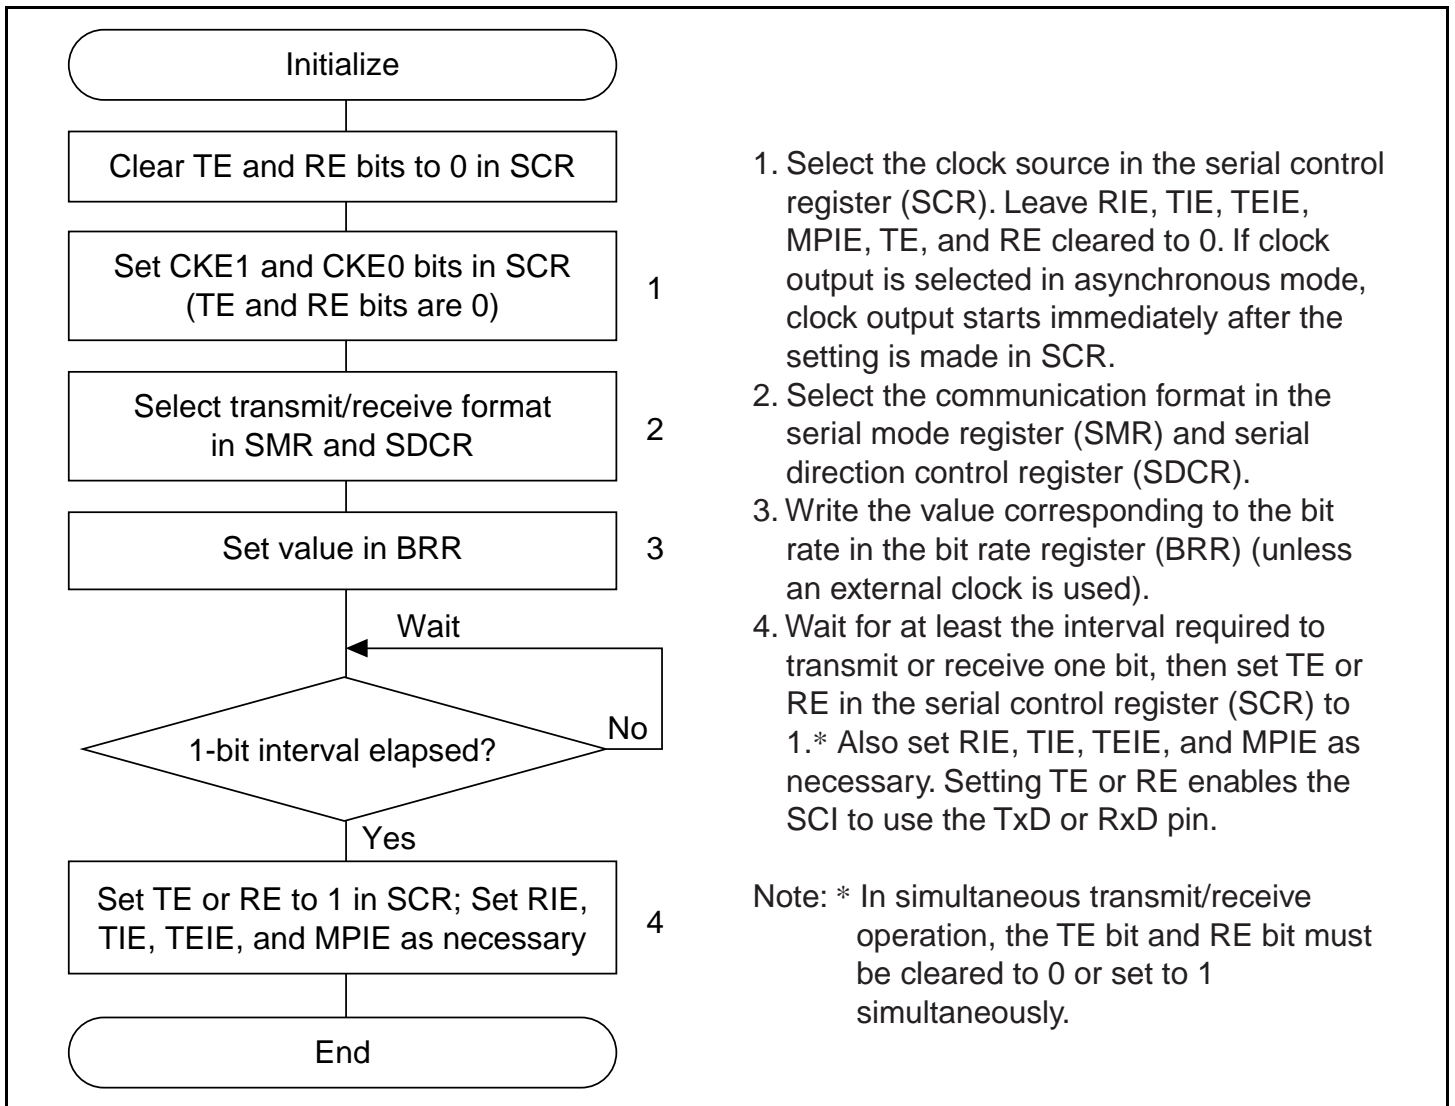 Initialize
Clear TE and RE bits to 0 in SCR
Set CKE1 and CKE0 bits in SCR
(TE and RE bits are 0)
1
Select transmit/receive format
in SMR and SDCR
2
Set value in BRR
3
Wait
1-bit interval elapsed?
No
Yes
Set TE or RE to 1 in SCR; Set RIE,
TIE, TEIE, and MPIE as necessary
4
End
1. Select the clock source in the serial control
register (SCR). Leave RIE, TIE, TEIE,
MPIE, TE, and RE cleared to 0. If clock
output is selected in asynchronous mode,
clock output starts immediately after the
setting is made in SCR.
2. Select the communication format in the
serial mode register (SMR) and serial
direction control register (SDCR).
3. Write the value corresponding to the bit
rate in the bit rate register (BRR) (unless
an external clock is used).
4. Wait for at least the interval required to
transmit or receive one bit, then set TE or
RE in the serial control register (SCR) to
1.* Also set RIE, TIE, TEIE, and MPIE as
necessary. Setting TE or RE enables the
SCI to use the TxD or RxD pin.
Note: * In simultaneous transmit/receive
operation, the TE bit and RE bit must
be cleared to 0 or set to 1
simultaneously.